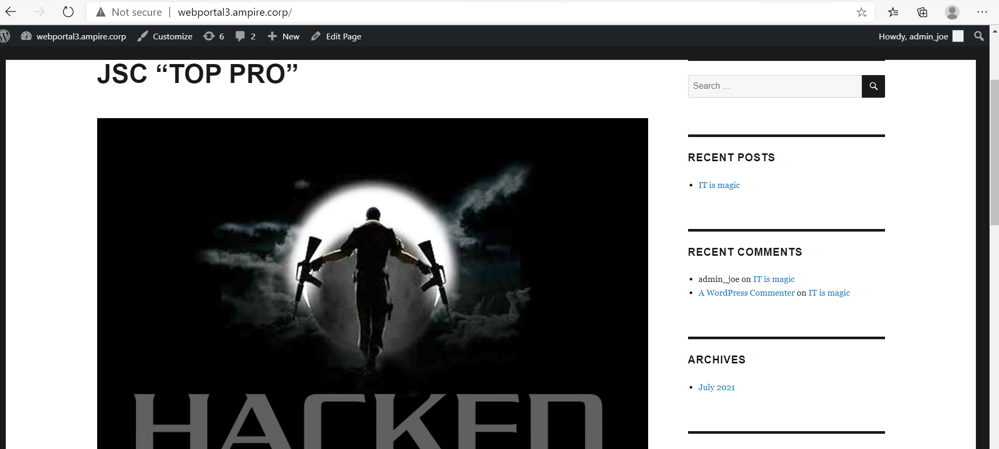 Not secure | webportal3.ampire.corp/
webportal3.ampire.corp Customize 6 2 New Edit Page Howdy, admin_joe
JSC “TOP PRO”
Search …
RECENT POSTS
IT is magic
RECENT COMMENTS
admin_joe on IT is magic
A WordPress Commenter on IT is magic
ARCHIVES
July 2021
HACKED